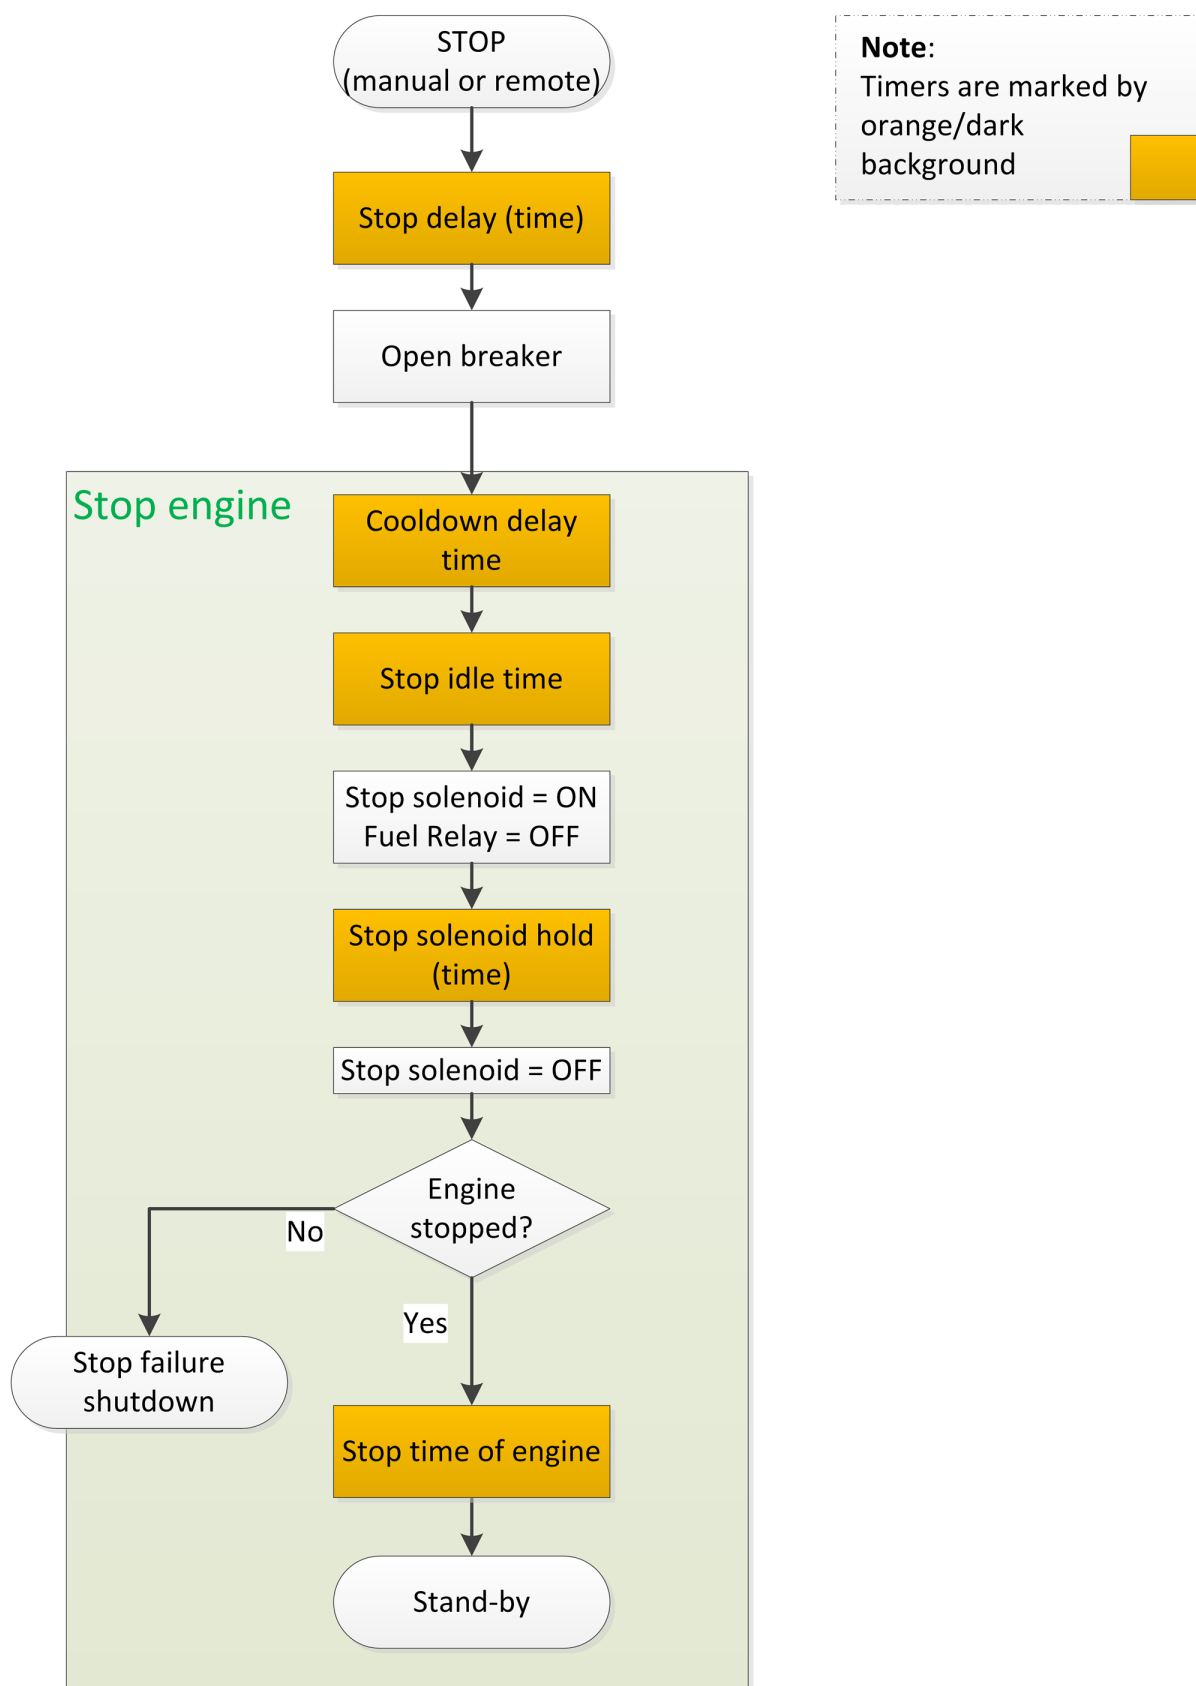 STOP
(manual or remote)
Note:
Timers are marked by
orange/dark
background
Stop delay (time)
Open breaker
Stop engine
Cooldown delay
time
Stop idle time
Stop solenoid = ON
Fuel Relay = OFF
Stop solenoid hold
(time)
Stop solenoid = OFF
Engine
stopped?
No
Yes
Stop failure
shutdown
Stop time of engine
Stand-by